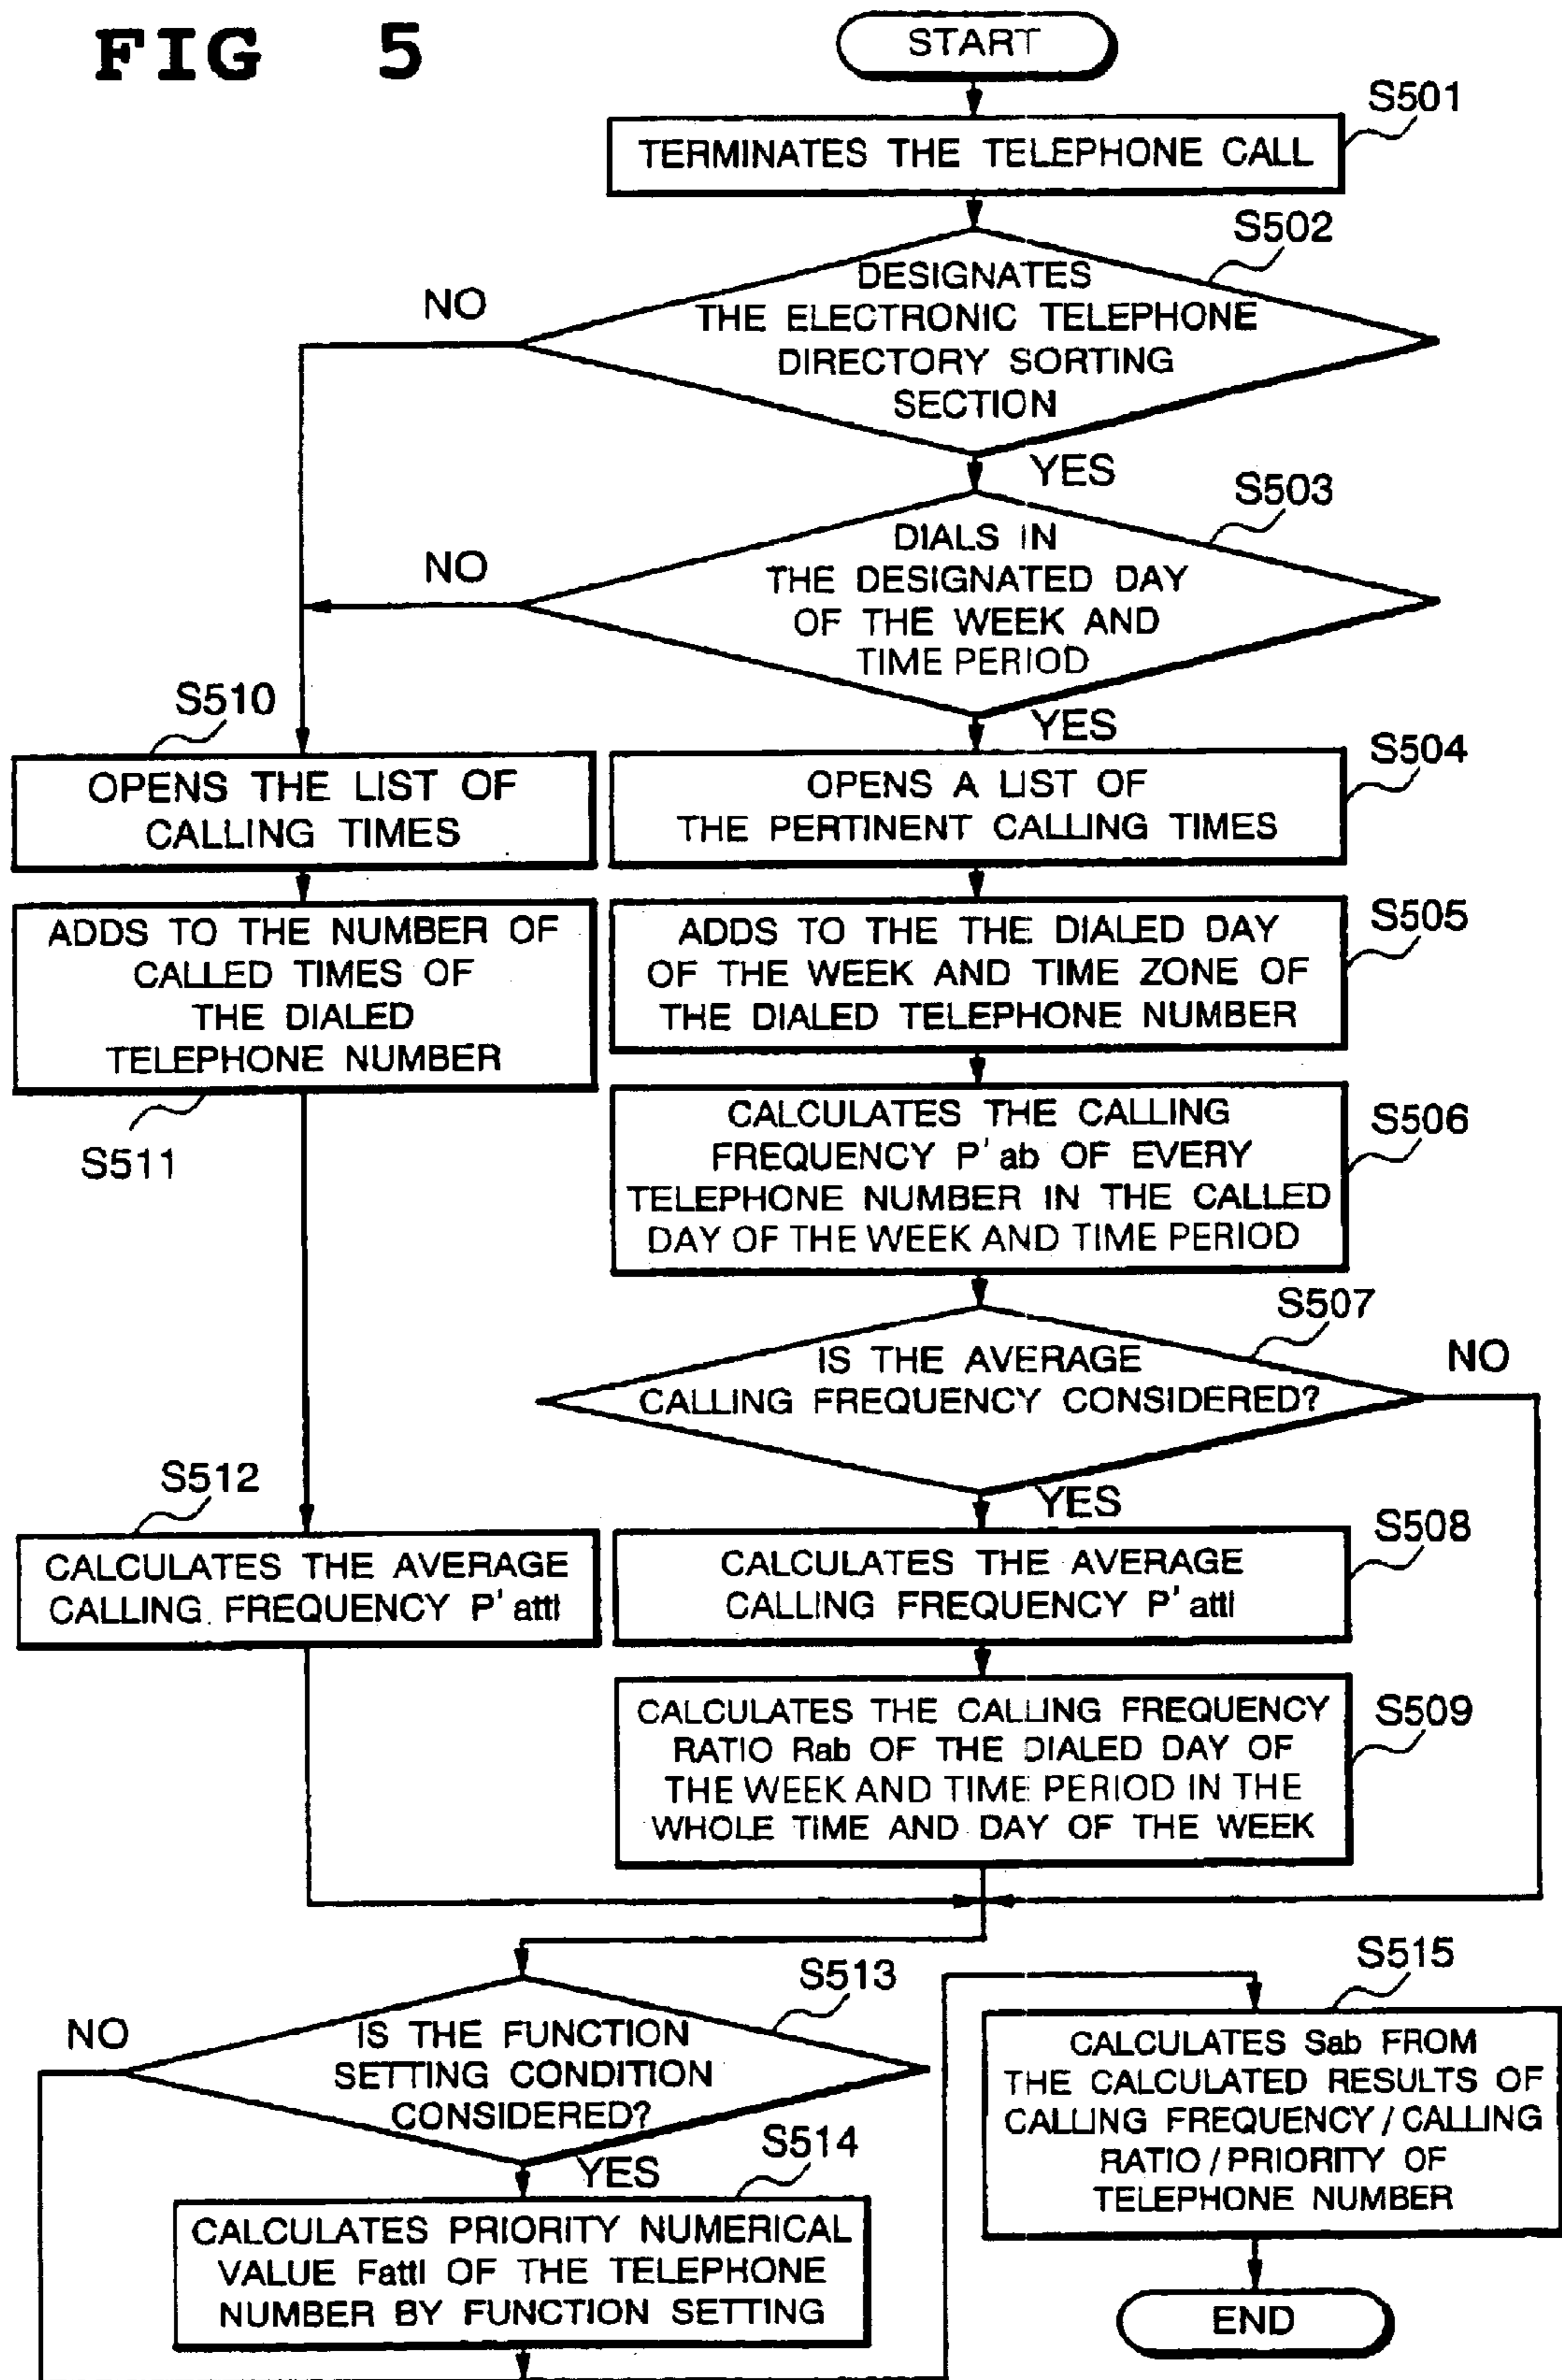 FIG 5
START
S501
TERMINATES THE TELEPHONE CALL
S502
DESIGNATES
THE ELECTRONIC TELEPHONE
DIRECTORY SORTING
SECTION
NO
YES
S503
DIALS IN
THE DESIGNATED DAY
OF THE WEEK AND
TIME PERIOD
NO
YES
S510
OPENS THE LIST OF
CALLING TIMES
S504
OPENS A LIST OF
THE PERTINENT CALLING TIMES
ADDS TO THE NUMBER OF
CALLED TIMES OF
THE DIALED
TELEPHONE NUMBER
S511
S505
ADDS TO THE THE DIALED DAY
OF THE WEEK AND TIME ZONE OF
THE DIALED TELEPHONE NUMBER
S506
CALCULATES THE CALLING
FREQUENCY P'ab OF EVERY
TELEPHONE NUMBER IN THE CALLED
DAY OF THE WEEK AND TIME PERIOD
S507
IS THE AVERAGE
CALLING FREQUENCY CONSIDERED?
NO
YES
S512
CALCULATES THE AVERAGE
CALLING FREQUENCY P'attl
S508
CALCULATES THE AVERAGE
CALLING FREQUENCY P'attl
S509
CALCULATES THE CALLING FREQUENCY
RATIO Rab OF THE DIALED DAY OF
THE WEEK AND TIME PERIOD IN THE
WHOLE TIME AND DAY OF THE WEEK
S513
IS THE FUNCTION
SETTING CONDITION
CONSIDERED?
NO
YES
S514
CALCULATES PRIORITY NUMERICAL
VALUE Fattl OF THE TELEPHONE
NUMBER BY FUNCTION SETTING
S515
CALCULATES Sab FROM
THE CALCULATED RESULTS OF
CALLING FREQUENCY / CALLING
RATIO / PRIORITY OF
TELEPHONE NUMBER
END